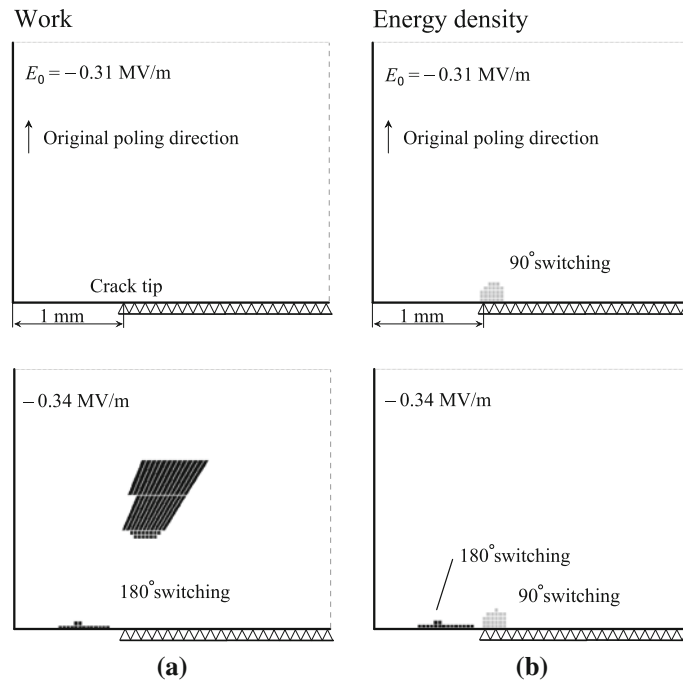 Work
E₀ = −0.31 MV/m
Original poling direction
Crack tip
1 mm
−0.34 MV/m
180°switching
(a)
Energy density
E₀ = −0.31 MV/m
Original poling direction
90°switching
1 mm
−0.34 MV/m
180°switching
90°switching
(b)